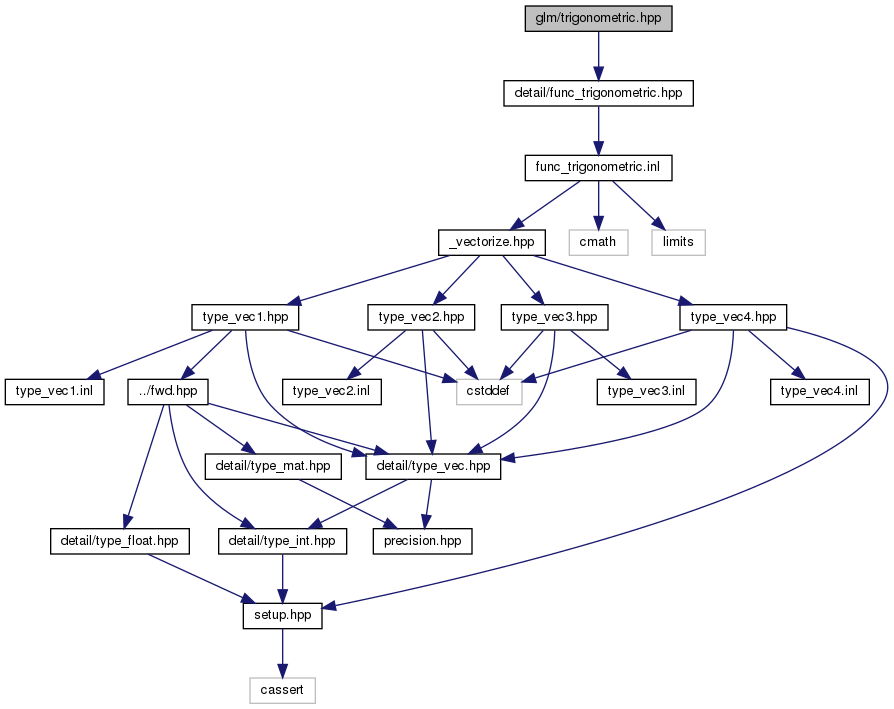 glm/trigonometric.hpp
detail/func_trigonometric.hpp
func_trigonometric.inl
_vectorize.hpp
cmath
limits
type_vec1.hpp
type_vec2.hpp
type_vec3.hpp
type_vec4.hpp
type_vec1.inl
../fwd.hpp
type_vec2.inl
cstddef
type_vec3.inl
type_vec4.inl
detail/type_mat.hpp
detail/type_vec.hpp
detail/type_float.hpp
detail/type_int.hpp
precision.hpp
setup.hpp
cassert